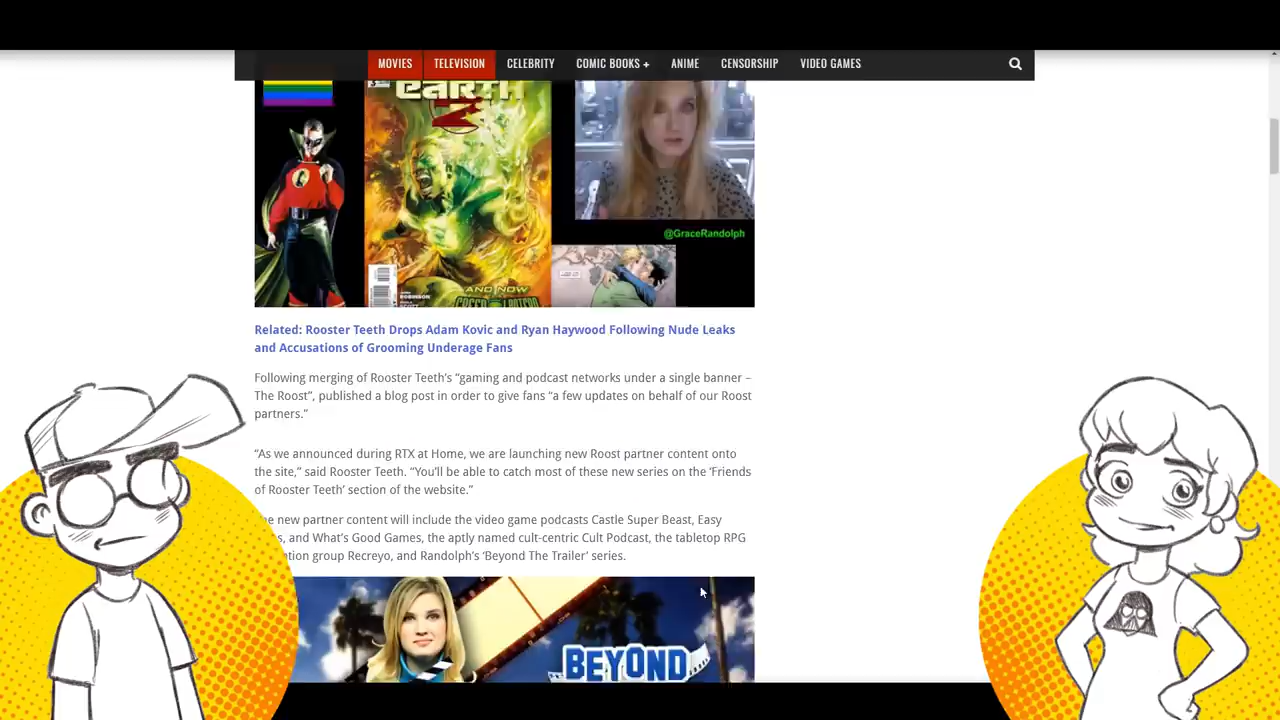 MOVIES TELEVISION CELEBRITY COMIC BOOKS + ANIME CENSORSHIP VIDEO GAMES
EARTH
2
@GraceRandolph
AND NOW
GREEN LANTERN
ROBINSON
Related: Rooster Teeth Drops Adam Kovic and Ryan Haywood Following Nude Leaks
and Accusations of Grooming Underage Fans
Following merging of Rooster Teeth’s “gaming and podcast networks under a single banner –
The Roost”, published a blog post in order to give fans “a few updates on behalf of our Roost
partners.”
“As we announced during RTX at Home, we are launching new Roost partner content onto
the site,” said Rooster Teeth. “You’ll be able to catch most of these new series on the ‘Friends
of Rooster Teeth’ section of the website.”
new partner content will include the video game podcasts Castle Super Beast, Easy
and What’s Good Games, the aptly named cult-centric Cult Podcast, the tabletop RPG
group Recreyo, and Randolph’s ‘Beyond The Trailer’ series.
BEYOND